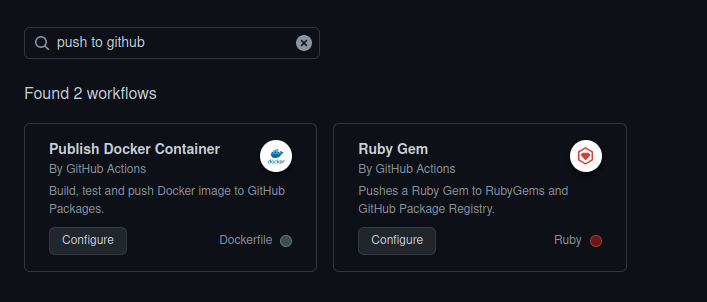 push to github
Found 2 workflows
Publish Docker Container
docker
By GitHub Actions
Build, test and push Docker image to GitHub
Packages.
Configure
Dockerfile
Ruby Gem
By GitHub Actions
Pushes a Ruby Gem to RubyGems and
GitHub Package Registry.
Configure
Ruby